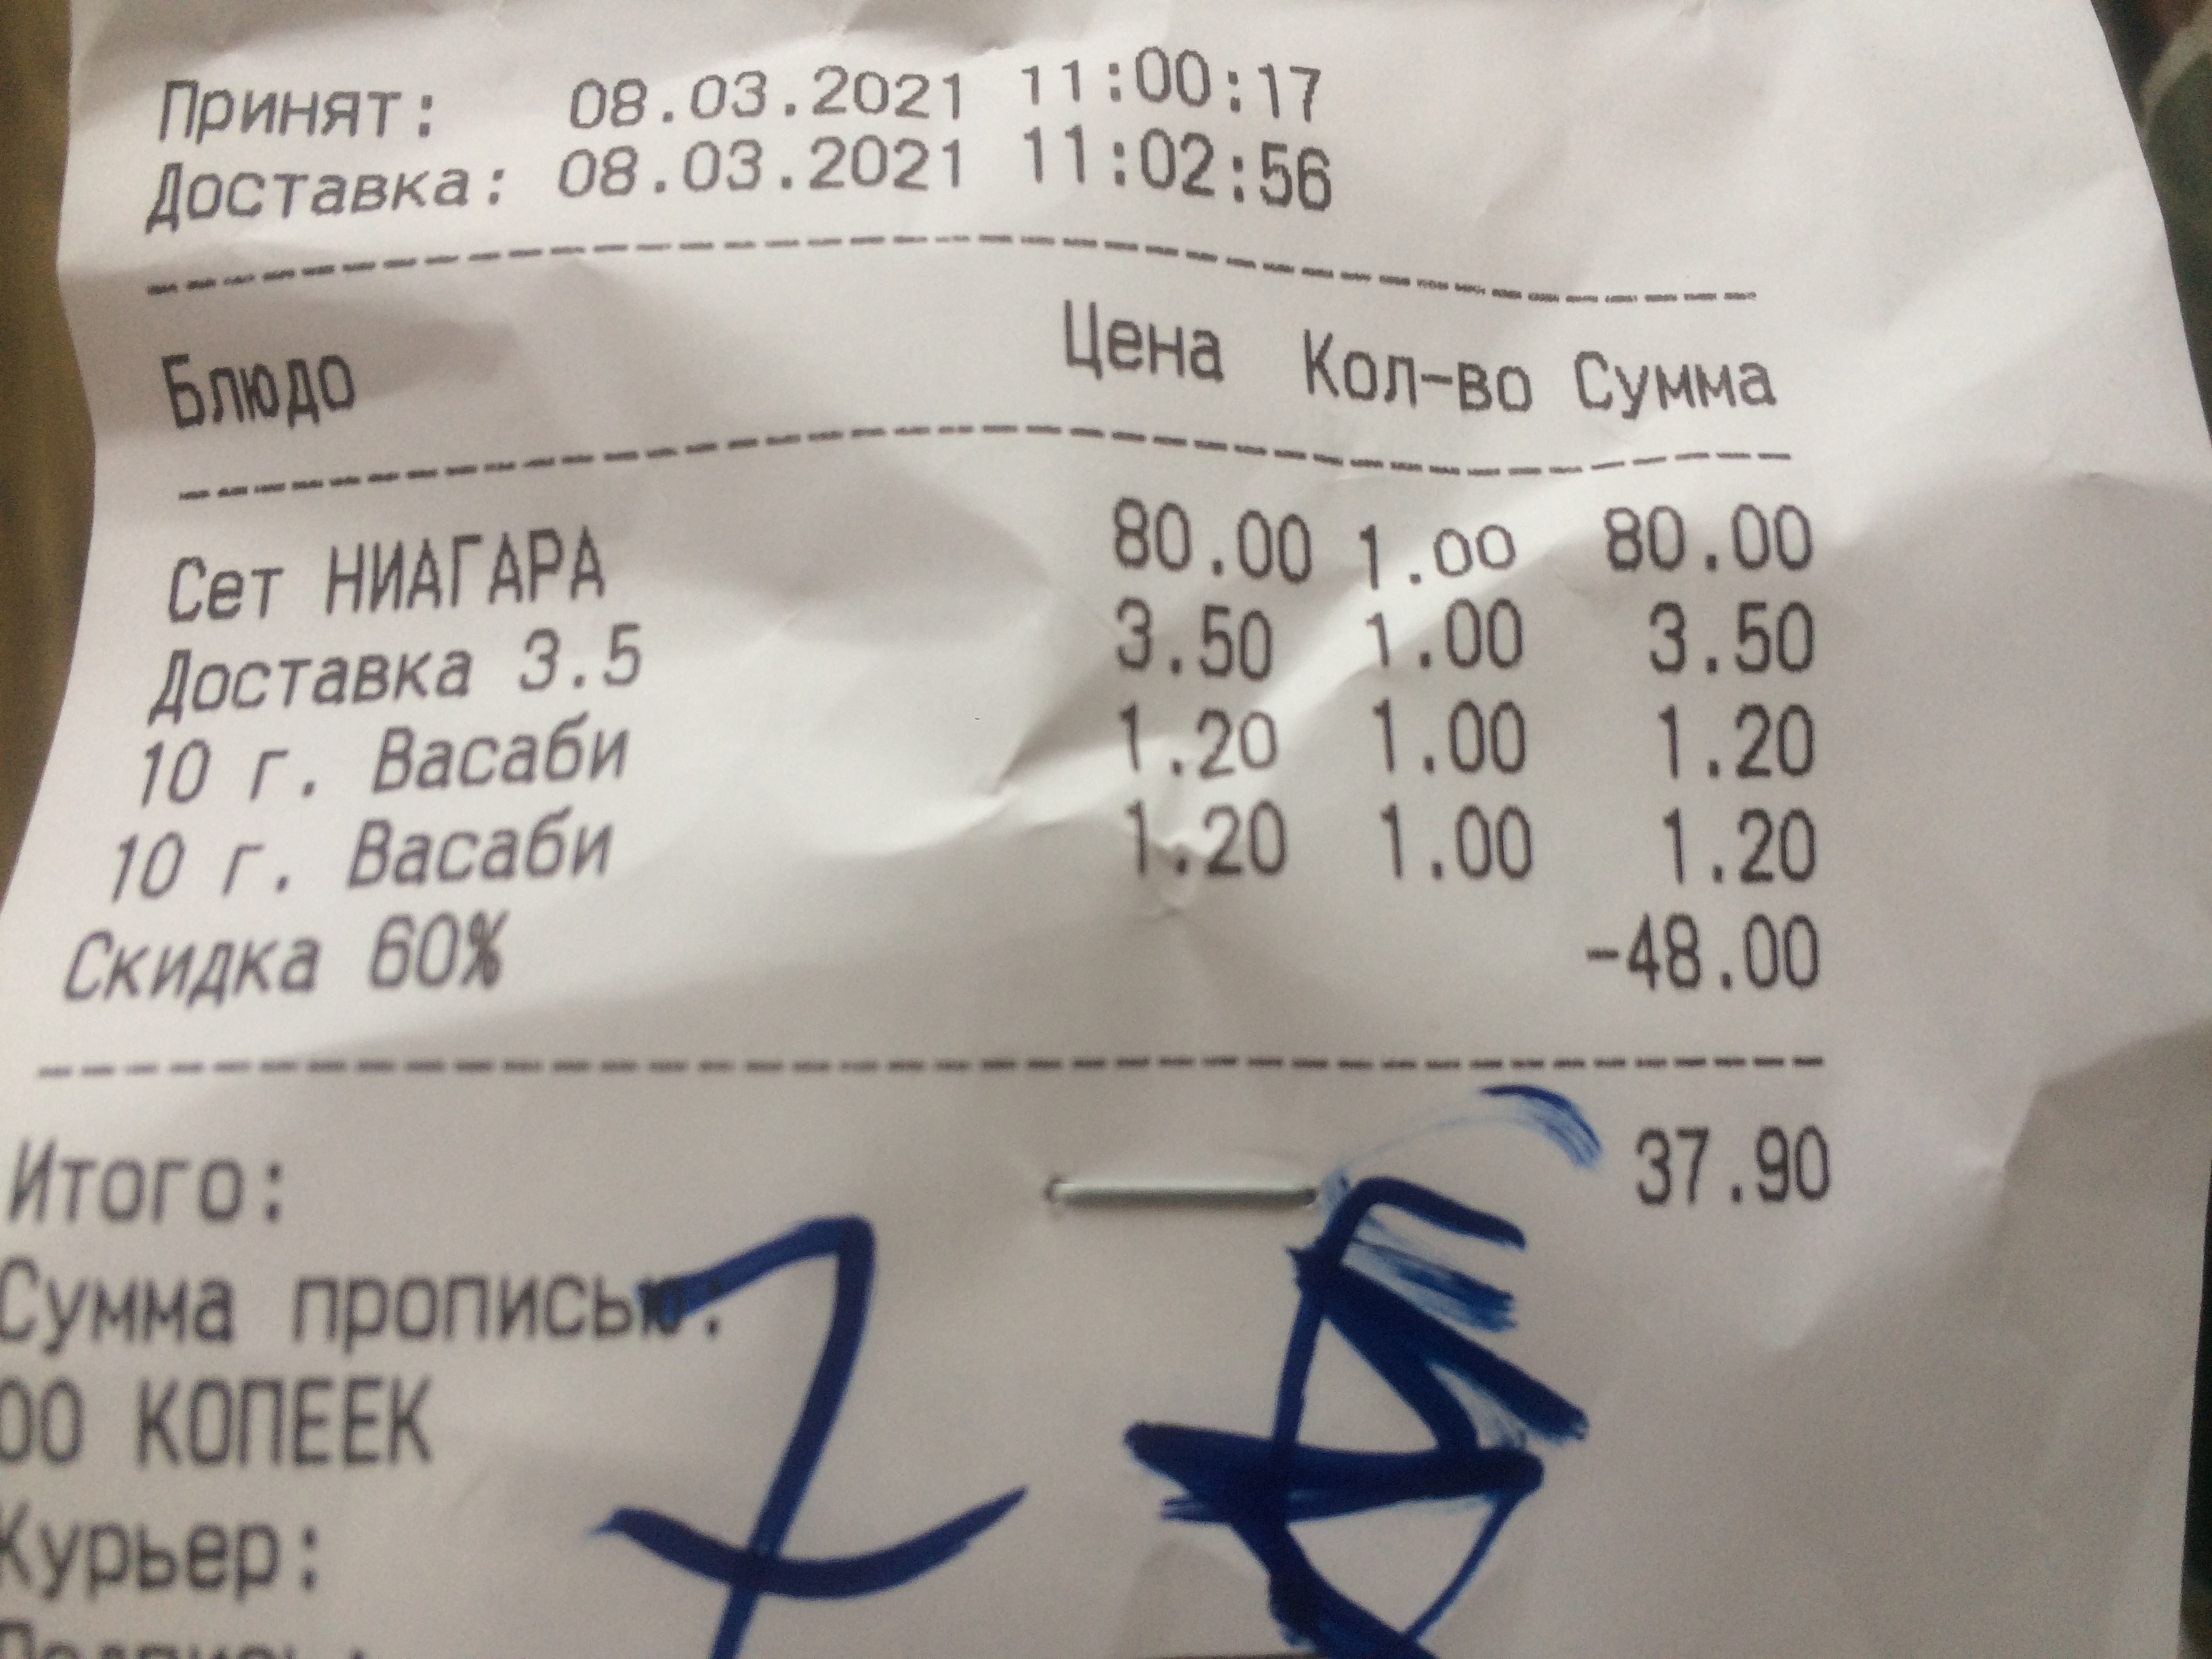 Принят: 08.03.2021 11:00:17
Доставка: 08.03.2021 11:02:56
Блюдо Цена Кол-во Сумма
Сет НИАГАРА 80.00 1.00 80.00
Доставка 3.5 3.50 1.00 3.50
10 г. Васаби 1.20 1.00 1.20
10 г. Васаби 1.20 1.00 1.20
Скидка 60% -48.00
Итого: 37.90
Сумма прописью:
00 КОПЕЕК
7
Курьер: